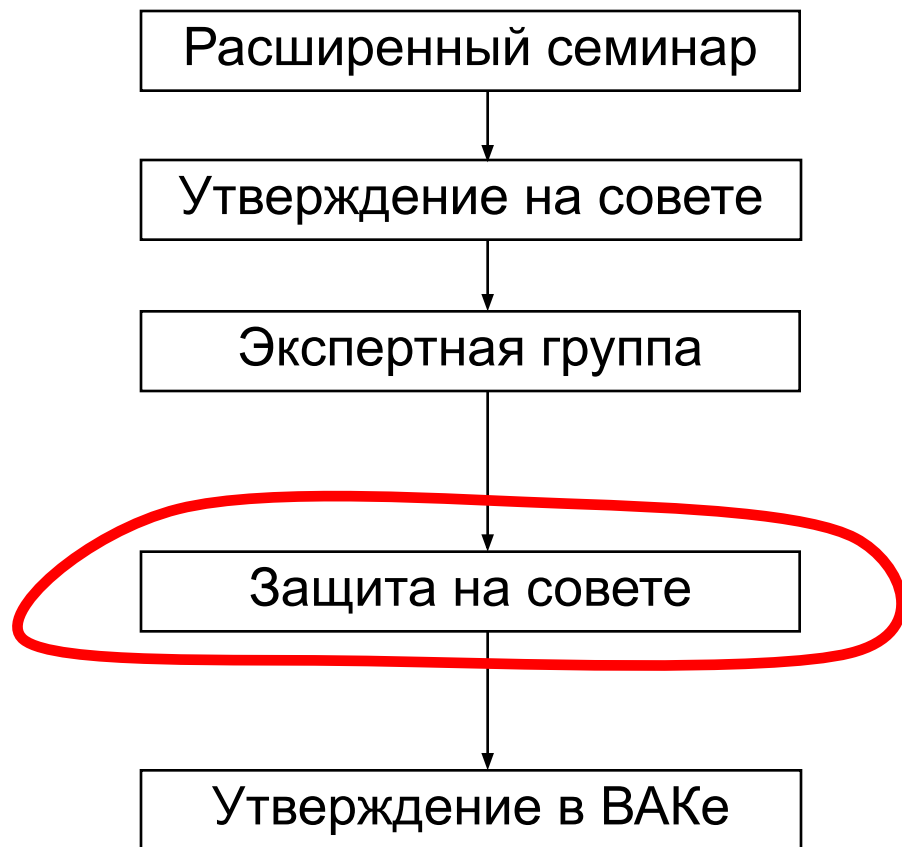 Расширенный семинар
Утверждение на совете
Экспертная группа
Защита на совете
Утверждение в ВАКе